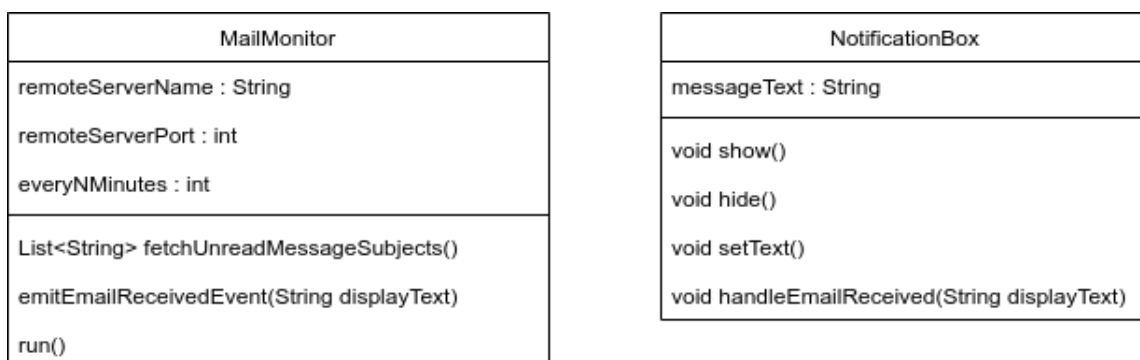 MailMonitor
remoteServerName : String
remoteServerPort : int
everyNMinutes : int
List<String> fetchUnreadMessageSubjects()
emitEmailReceivedEvent(String displayText)
run()
NotificationBox
messageText : String
void show()
void hide()
void setText()
void handleEmailReceived(String displayText)